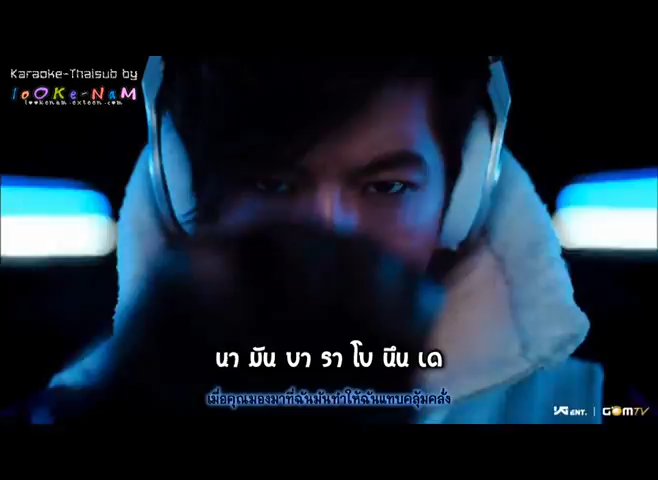 Karaoke-Thaisub by
looKe-NaM
lookenam.exteen.com
นา มัน บา รา โบ นึน เด
เมื่อคุณมองมาที่ฉันมันทำให้ฉันแทบคลุ้มคลั่ง
YG ENT. | GOMTV